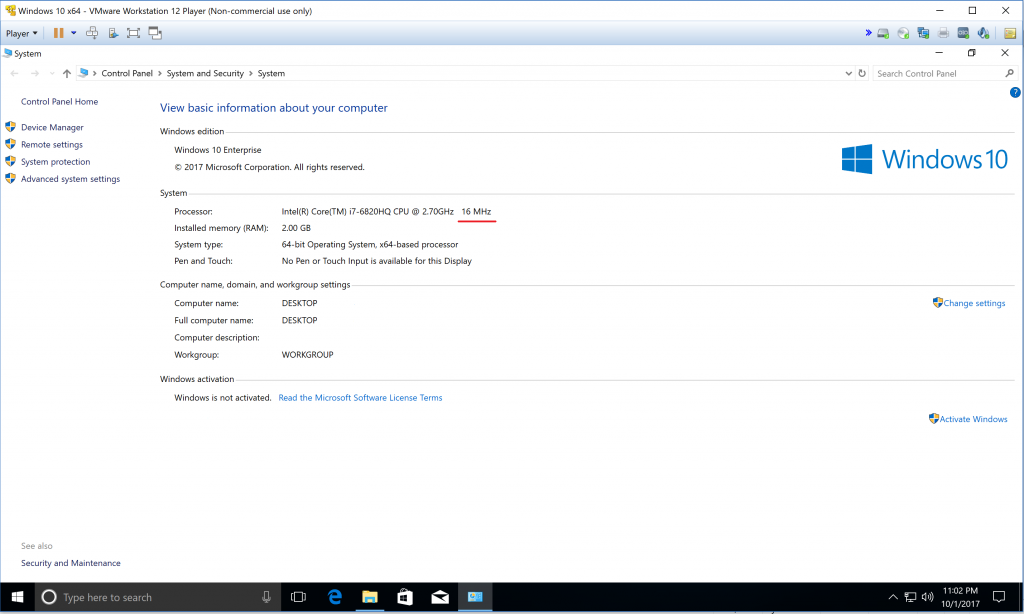 Windows 10 x64 - VMware Workstation 12 Player (Non-commercial use only)
Player
System
Control Panel > System and Security > System
Search Control Panel
Control Panel Home
Device Manager
Remote settings
System protection
Advanced system settings
View basic information about your computer
Windows edition
Windows 10 Enterprise
© 2017 Microsoft Corporation. All rights reserved.
Windows 10
System
Processor: Intel(R) Core(TM) i7-6820HQ CPU @ 2.70GHz 16 MHz
Installed memory (RAM): 2.00 GB
System type: 64-bit Operating System, x64-based processor
Pen and Touch: No Pen or Touch Input is available for this Display
Computer name, domain, and workgroup settings
Computer name: DESKTOP
Change settings
Full computer name: DESKTOP
Computer description:
Workgroup: WORKGROUP
Windows activation
Windows is not activated. Read the Microsoft Software License Terms
Activate Windows
See also
Security and Maintenance
Type here to search
11:02 PM
10/1/2017